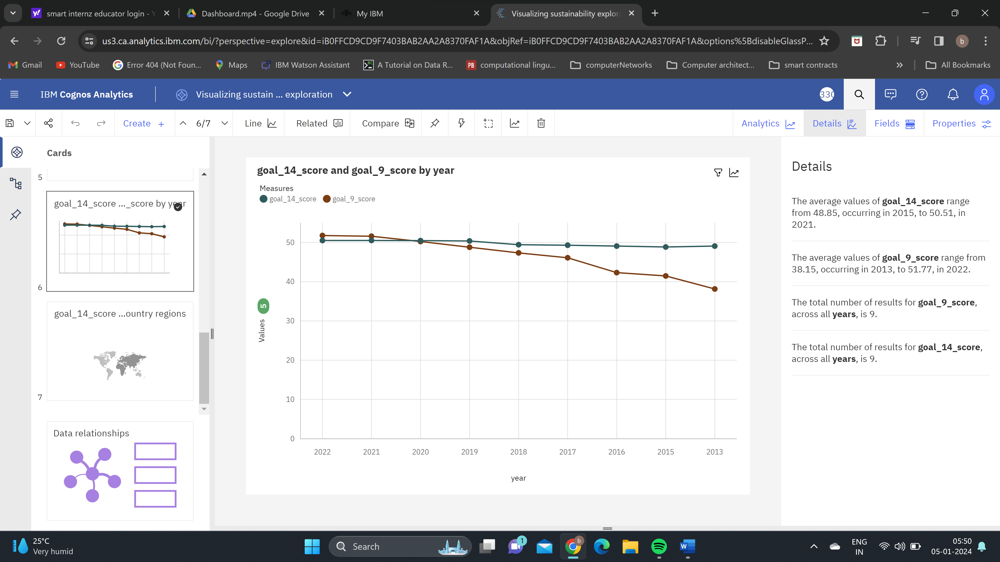 smart internz educator login - Y
Dashboard.mp4 - Google Drive
My IBM
Visualizing sustainability explora
us3.ca.analytics.ibm.com/bi/?perspective=explore&id=iB0FFCD9CD9F7403BAB2AA2A8370FAF1A&objRef=iB0FFCD9CD9F7403BAB2AA2A8370FAF1A&options%5BdisableGlassP...
b
Gmail
YouTube
Error 404 (Not Foun...
Maps
IBM Watson Assistant
A Tutorial on Data R...
computational lingu...
computerNetworks
Computer architect...
smart contracts
All Bookmarks
IBM Cognos Analytics
Visualizing sustain ... exploration
330
Create +
6/7
Line
Related
Compare
Analytics
Details
Fields
Properties
Cards
5
goal_14_score ..._score by year
6
goal_14_score ...ountry regions
7
Data relationships
goal_14_score and goal_9_score by year
Measures
goal_14_score
goal_9_score
50
40
30
20
10
0
Values
5
2022 2021 2020 2019 2018 2017 2016 2015 2013
year
Details
The average values of goal_14_score range
from 48.85, occurring in 2015, to 50.51, in
2021.
The average values of goal_9_score range from
38.15, occurring in 2013, to 51.77, in 2022.
The total number of results for goal_9_score,
across all years, is 9.
The total number of results for goal_14_score,
across all years, is 9.
25°C
Very humid
Search
1
b
W
ENG
IN
05:50
05-01-2024